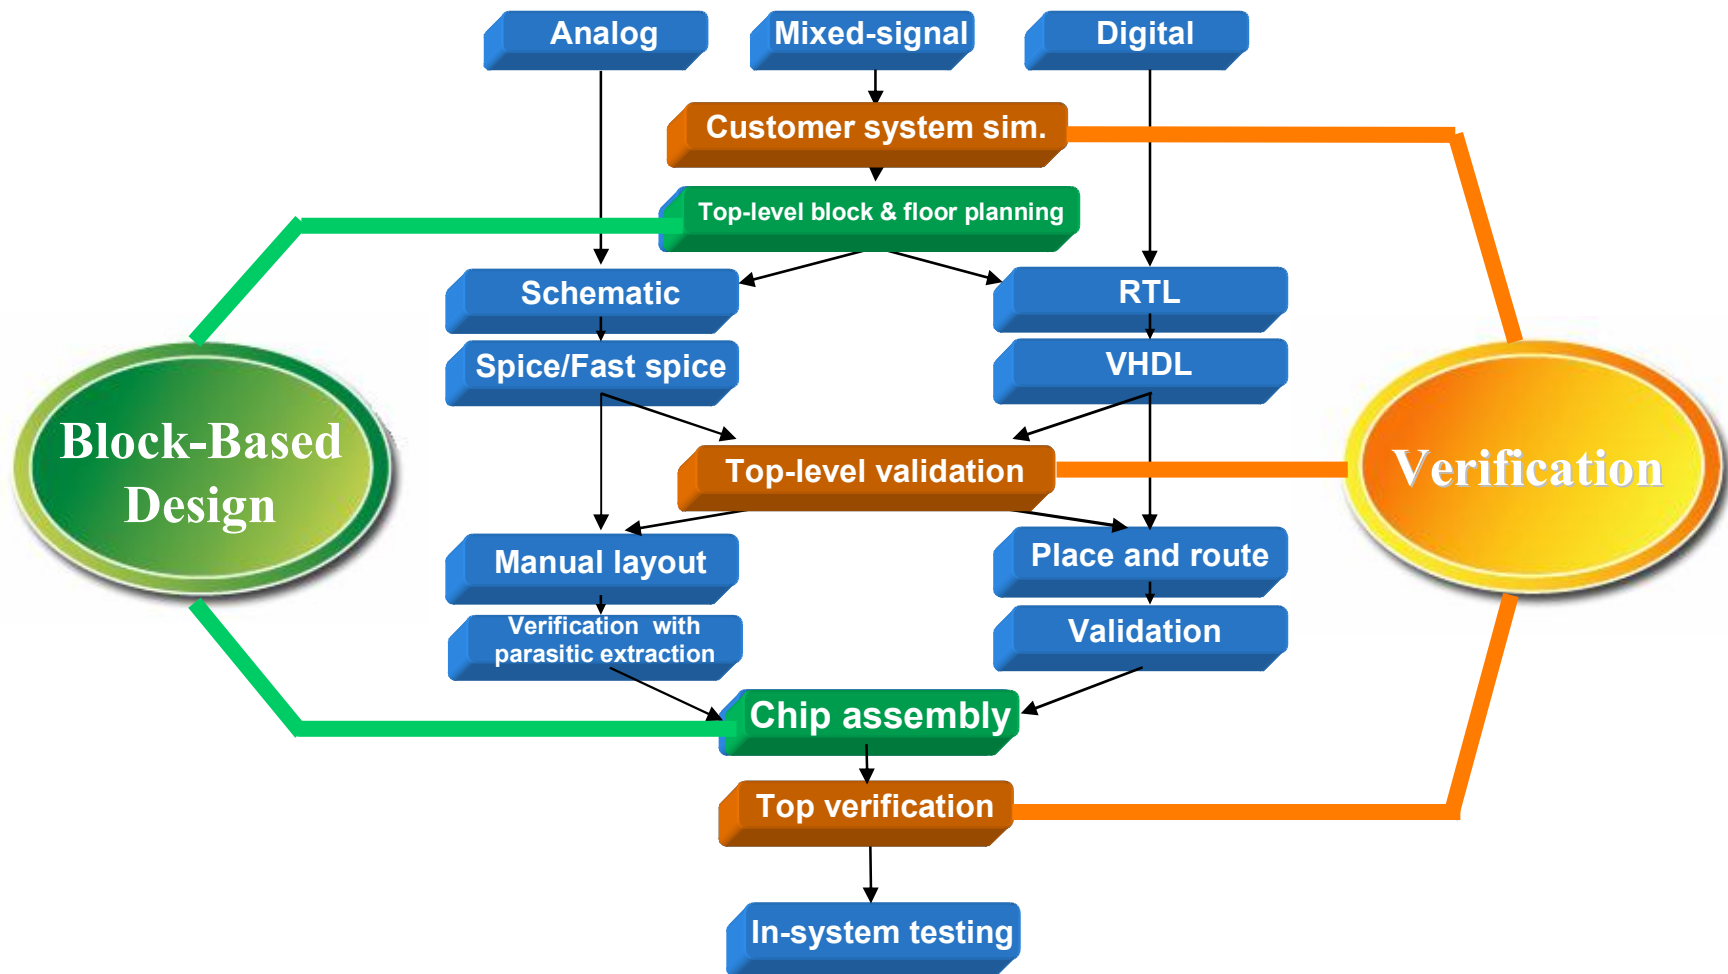 Analog
Mixed-signal
Digital
Customer system sim.
Top-level block & floor planning
Schematic
RTL
Spice/Fast spice
VHDL
Block-Based
Design
Top-level validation
Verification
Manual layout
Place and route
Verification with
parasitic extraction
Validation
Chip assembly
Top verification
In-system testing